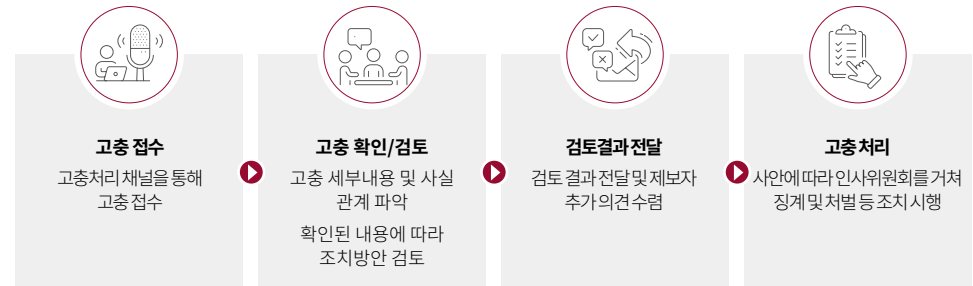 고충 접수
고충처리 채널을 통해
고충 접수
고충 확인/검토
고충 세부내용 및 사실
관계 파악
확인된 내용에 따라
조치방안 검토
검토결과 전달
검토 결과 전달 및 제보자
추가 의견 수렴
고충 처리
사안에 따라 인사위원회를 거쳐
징계 및 처벌 등 조치 시행